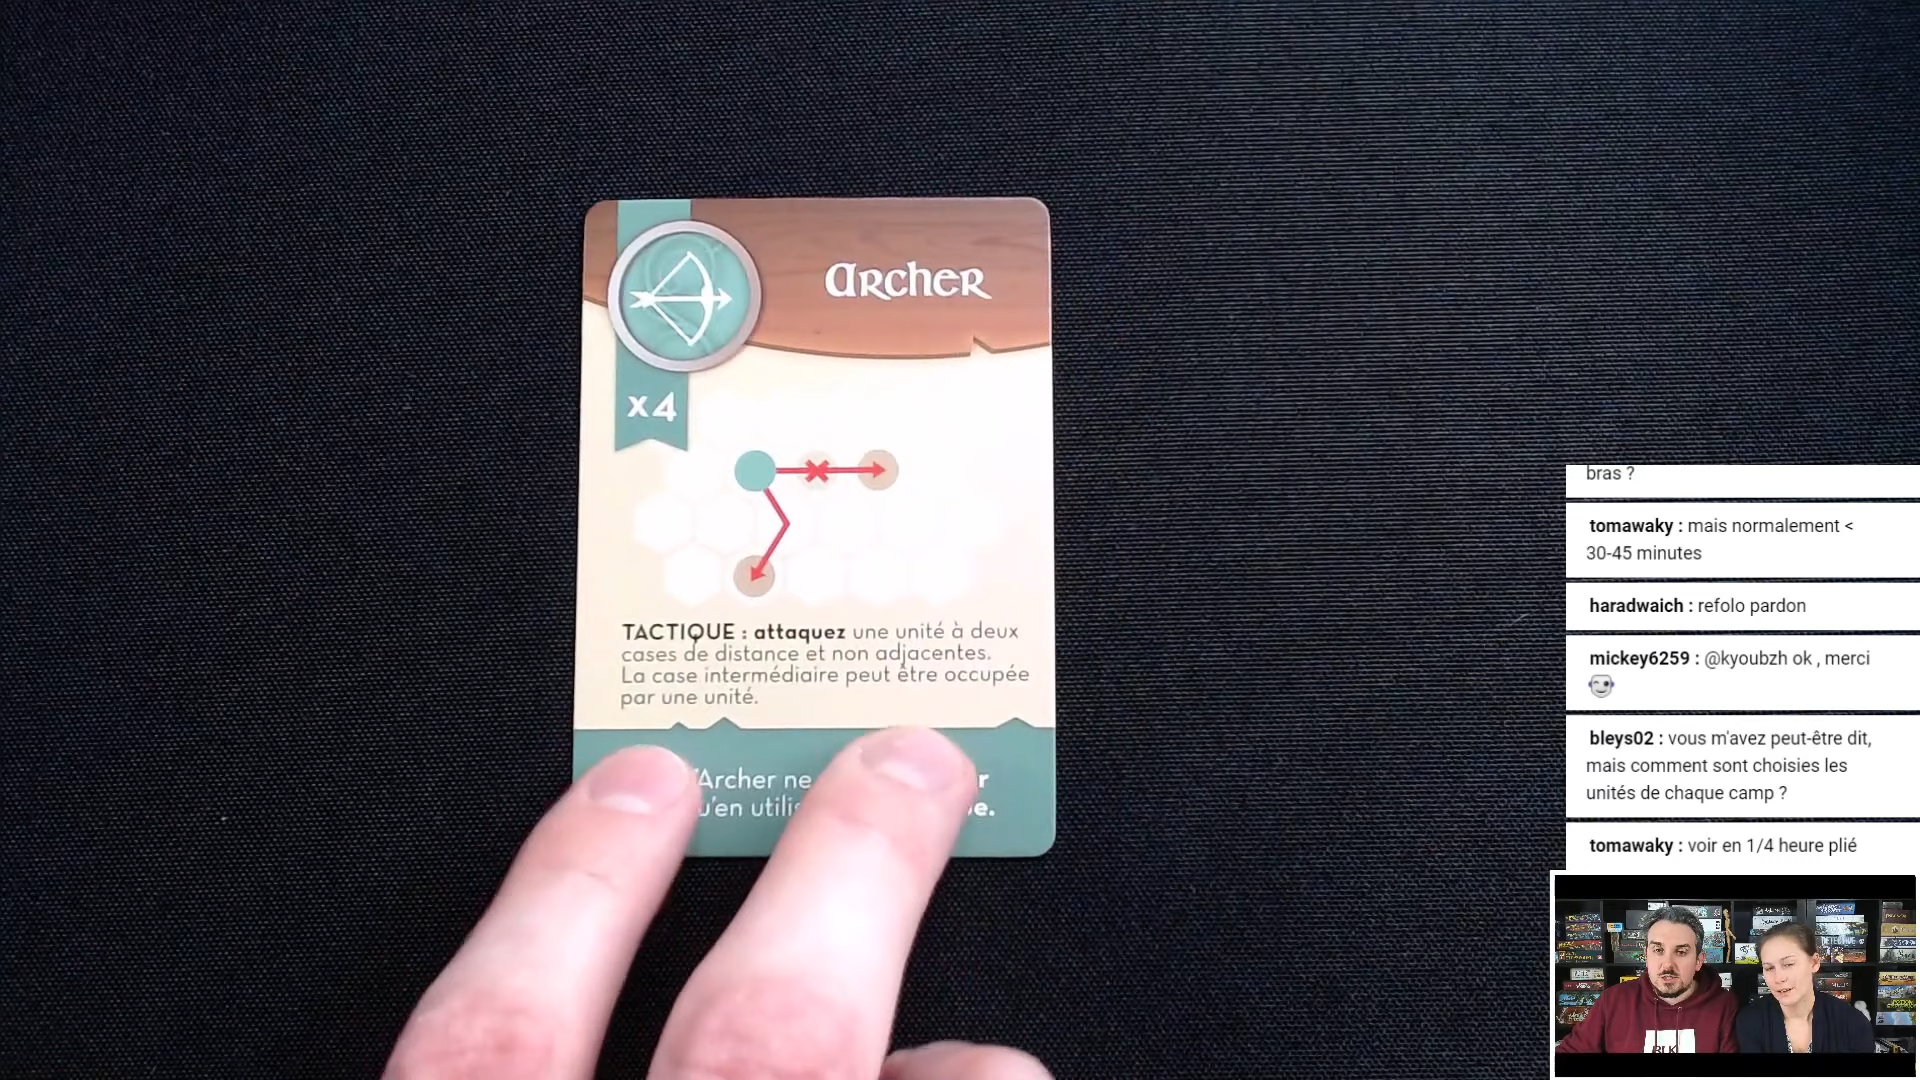 Archer
x4
TACTIQUE : attaquez une unité à deux
cases de distance et non adjacentes.
La case intermédiaire peut être occupée
par une unité.
'Archer ne
u'en utilis
bras ?
tomawaky : mais normalement <
30-45 minutes
haradwaich : refolo pardon
mickey6259 : @kyoubzh ok , merci
bleys02 : vous m'avez peut-être dit,
mais comment sont choisies les
unités de chaque camp ?
tomawaky : voir en 1/4 heure plié
DETECTIVE